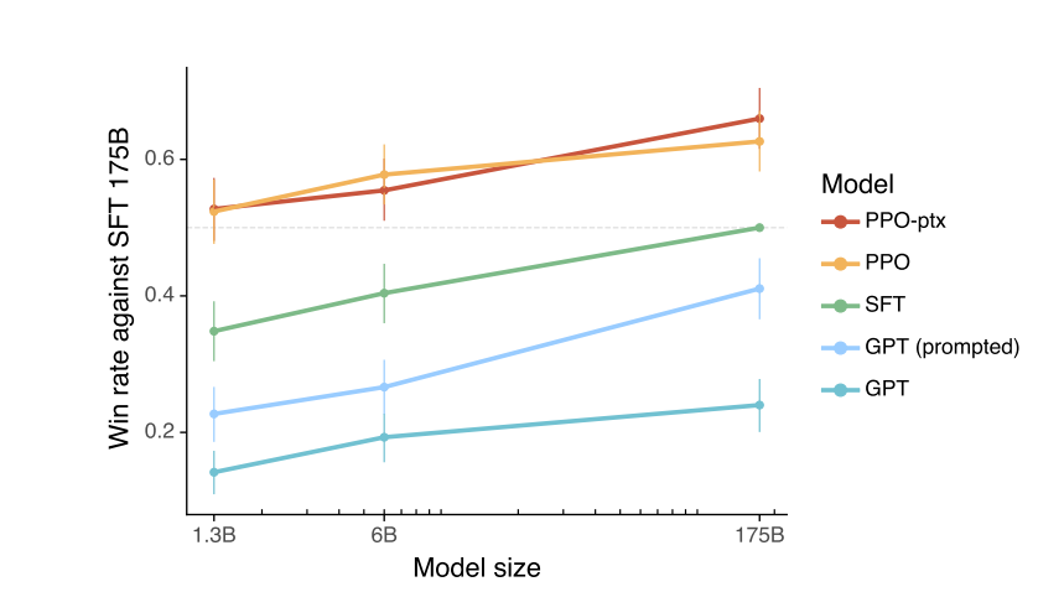 Win rate against SFT 175B
0.6
0.4
0.2
1.3B
6B
175B
Model size
Model
PPO-ptx
PPO
SFT
GPT (prompted)
GPT